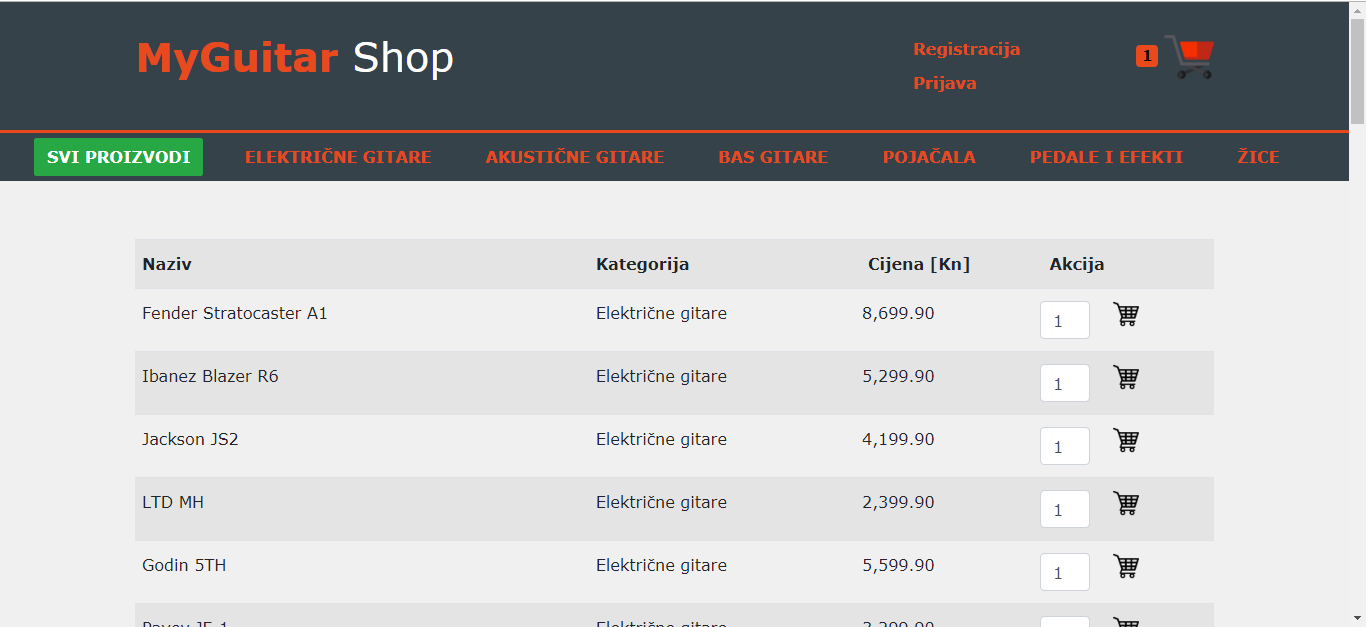 MyGuitar Shop
Registracija
1
Prijava
SVI PROIZVODI ELEKTRIČNE GITARE AKUSTIČNE GITARE BAS GITARE POJAČALA PEDALE I EFEKTI ŽICE
Naziv Kategorija Cijena [Kn] Akcija
Fender Stratocaster A1 Električne gitare 8,699.90 1
Ibanez Blazer R6 Električne gitare 5,299.90 1
Jackson JS2 Električne gitare 4,199.90 1
LTD MH Električne gitare 2,399.90 1
Godin 5TH Električne gitare 5,599.90 1
Električne gitare